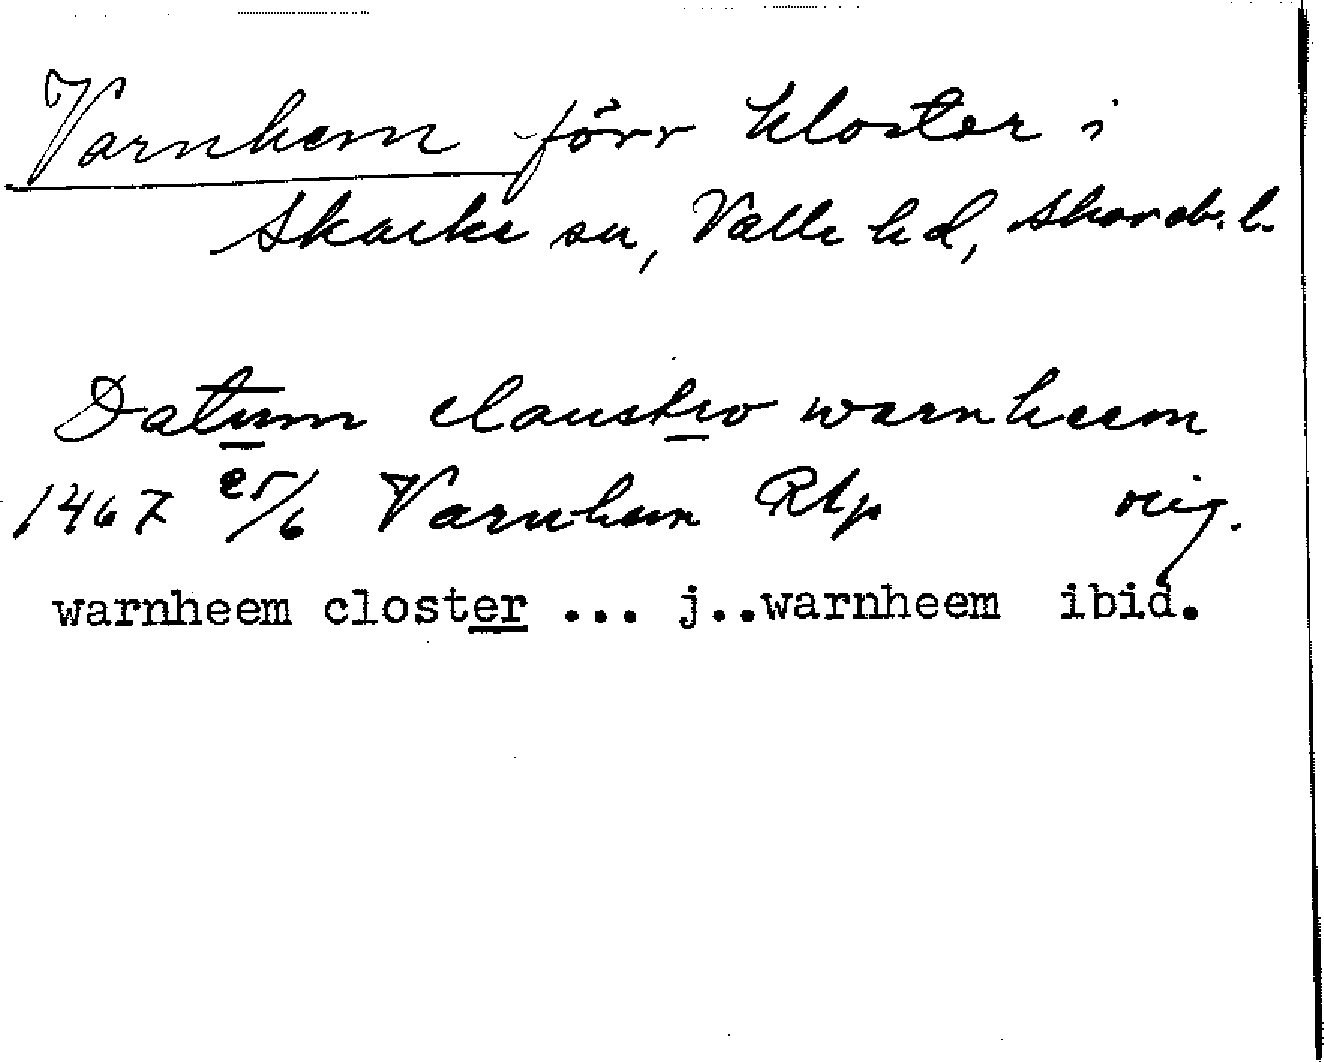 Varnhem förr kloster i
Skarke sn, Valle hd, Skarab. l.
Datum claustro warnheem
1467 25/6 Varnhem RAp orig.
warnheem closter ... j..warnheem ibid.